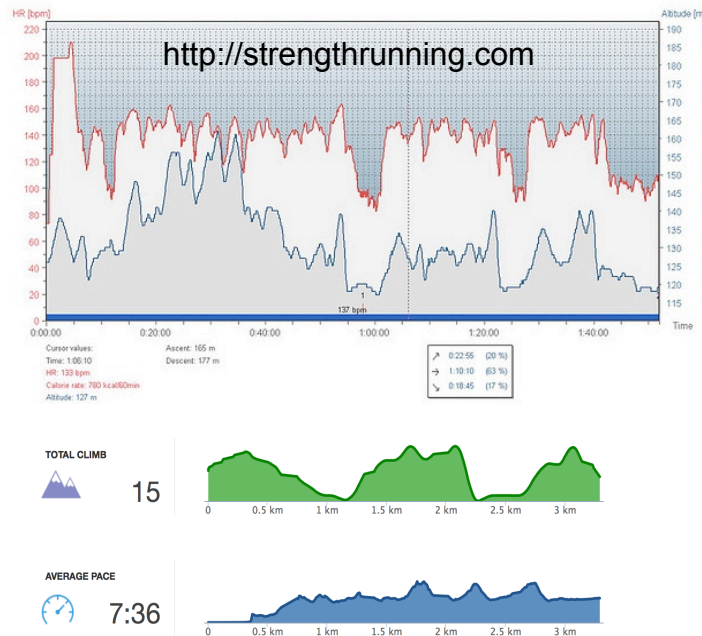 HR [bpm]
Altitude [m
http://strengthrunning.com
220
200
180
160
140
120
100
80
60
40
20
0
190
185
180
175
170
165
160
155
150
145
140
135
130
125
120
115
1
137 bpm
0:00:00
0:20:00
0:40:00
1:00:00
1:20:00
1:40:00
Time
Cursor values:
Time: 1:06:10
HR: 133 bpm
Calorie rate: 780 kcal/60min
Altitude: 127 m
Ascent: 165 m
Descent: 177 m
↗ 0:22:55 (20 %)
→ 1:10:10 (63 %)
↘ 0:18:45 (17 %)
TOTAL CLIMB
15
0 0.5 km 1 km 1.5 km 2 km 2.5 km 3 km
AVERAGE PACE
7:36
0 0.5 km 1 km 1.5 km 2 km 2.5 km 3 km